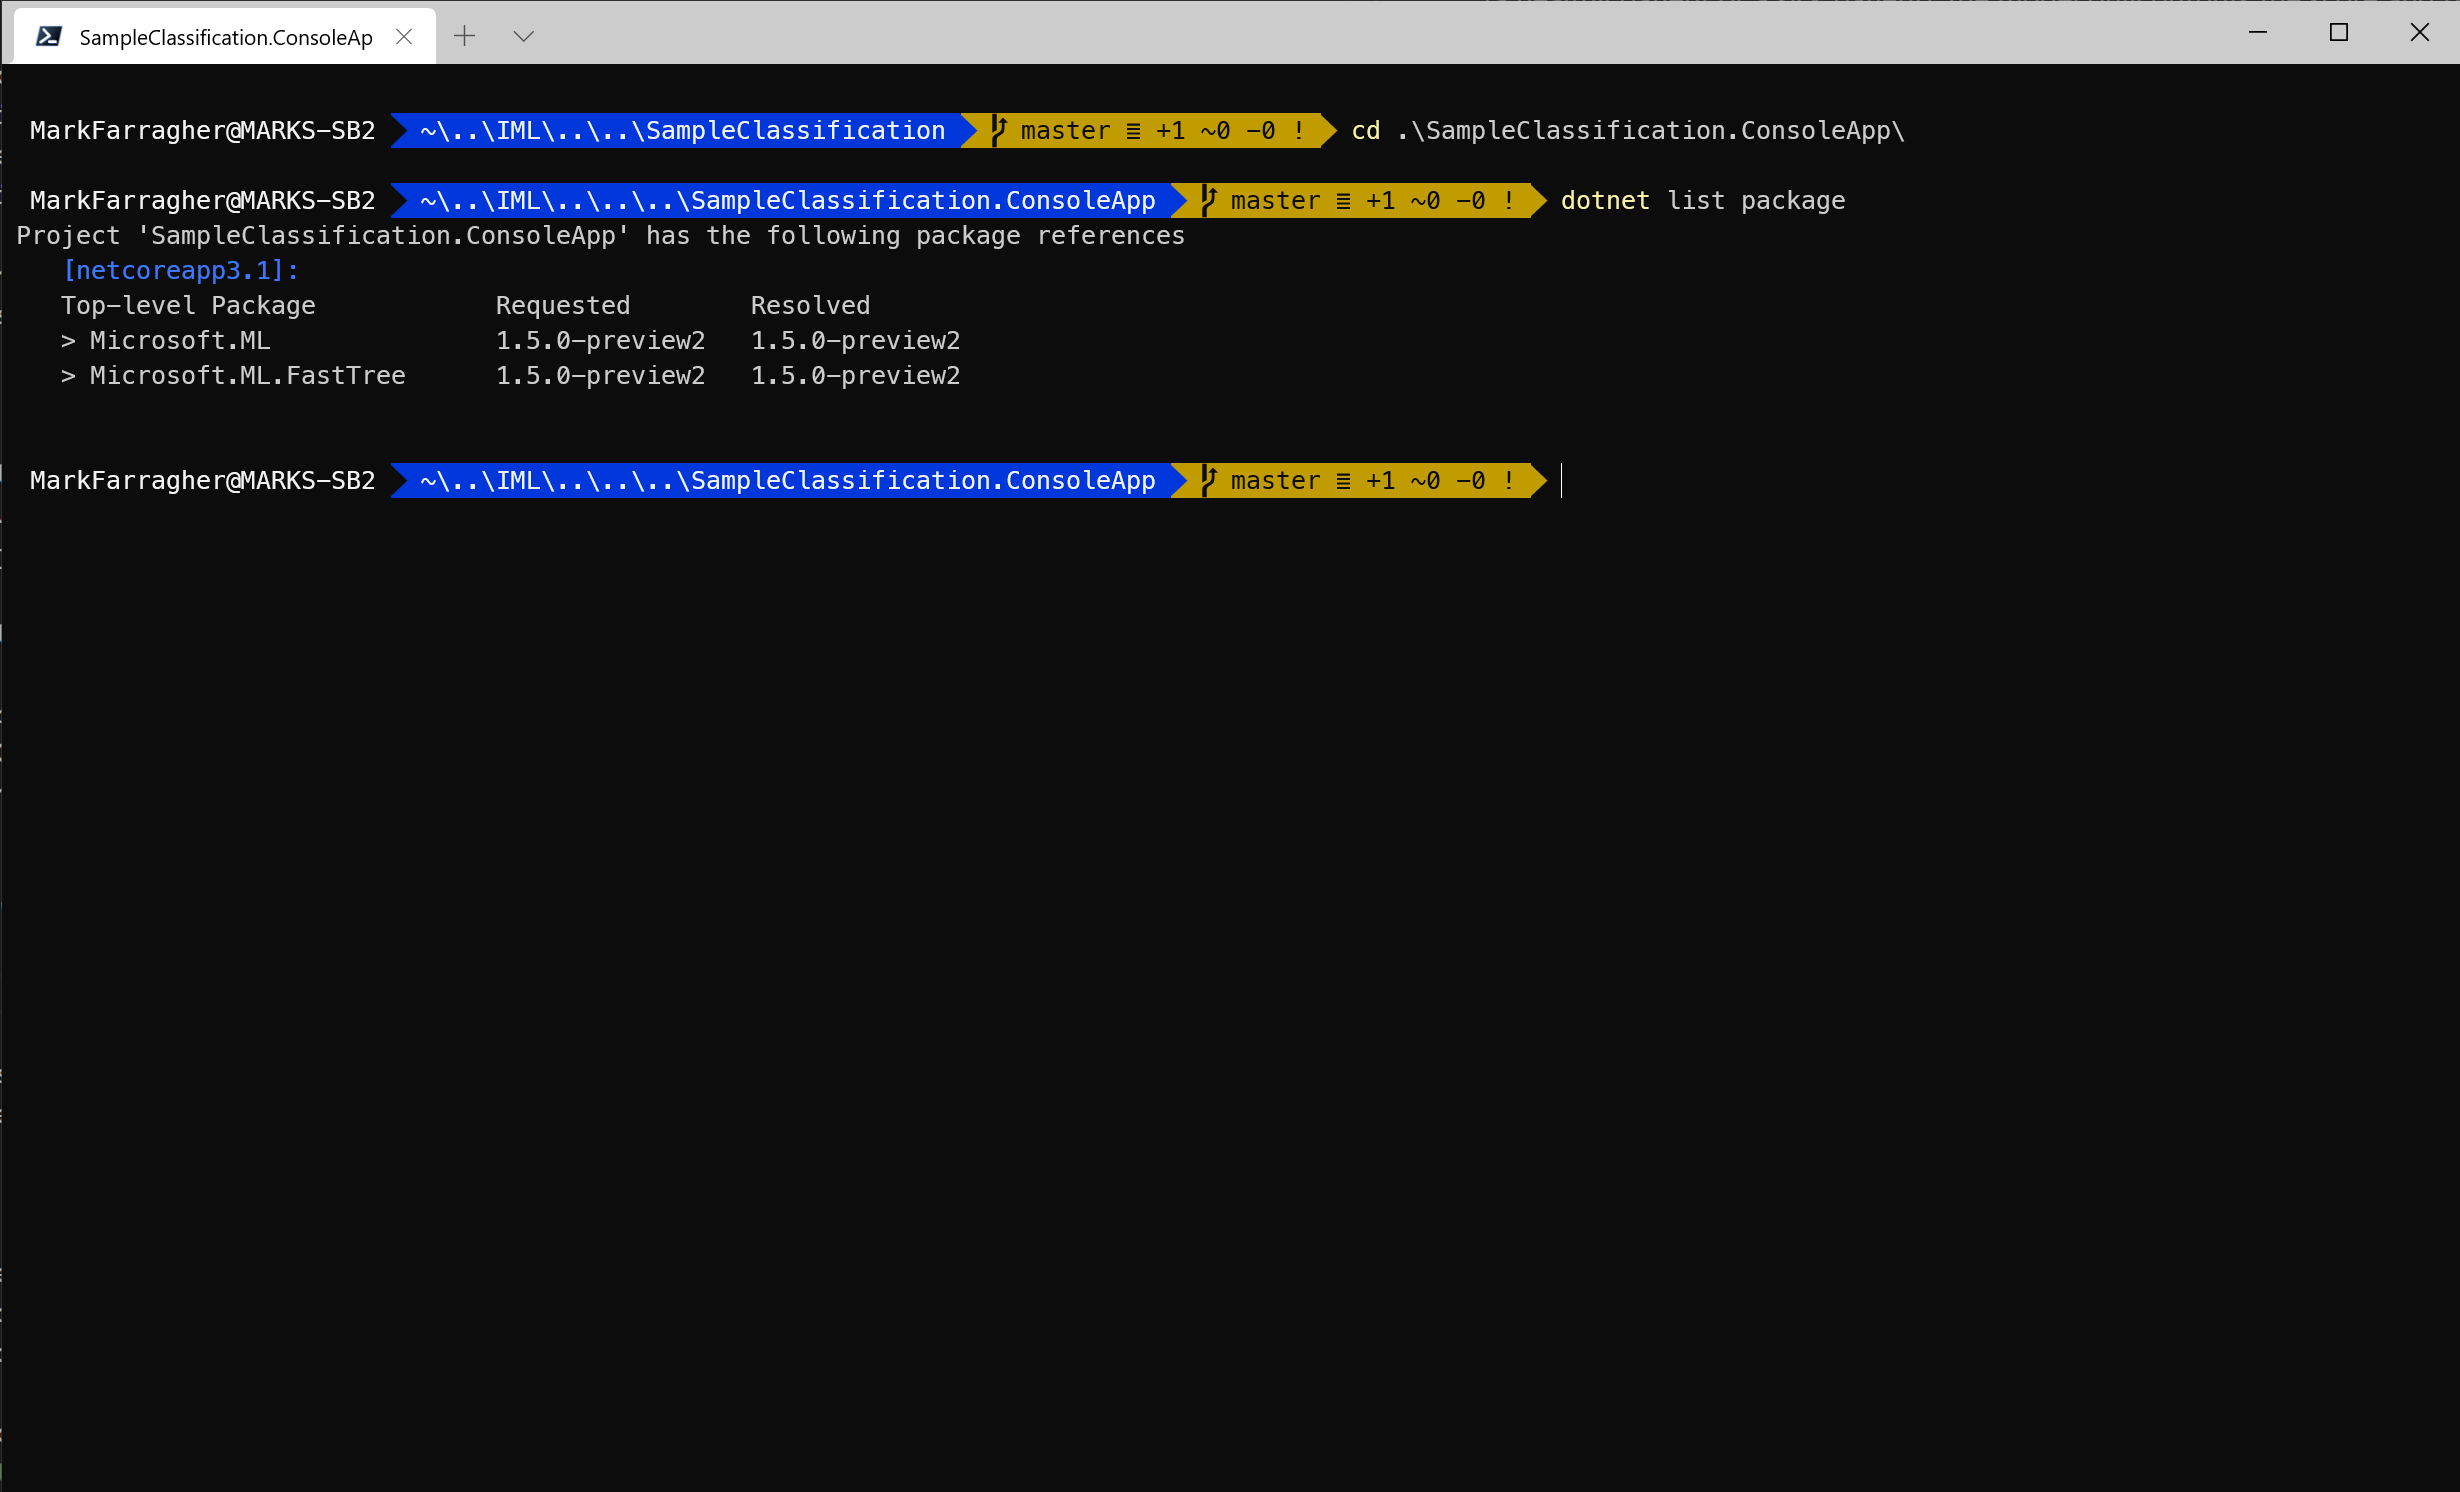 SampleClassification.ConsoleAp
MarkFarragher@MARKS-SB2 ~\..\IML\..\..\SampleClassification master ≣ +1 ~0 -0 ! cd .\SampleClassification.ConsoleApp\
MarkFarragher@MARKS-SB2 ~\..\IML\..\..\..\SampleClassification.ConsoleApp master ≣ +1 ~0 -0 ! dotnet list package
Project 'SampleClassification.ConsoleApp' has the following package references
[netcoreapp3.1]:
Top-level Package Requested Resolved
> Microsoft.ML 1.5.0-preview2 1.5.0-preview2
> Microsoft.ML.FastTree 1.5.0-preview2 1.5.0-preview2
MarkFarragher@MARKS-SB2 ~\..\IML\..\..\..\SampleClassification.ConsoleApp master ≣ +1 ~0 -0 !